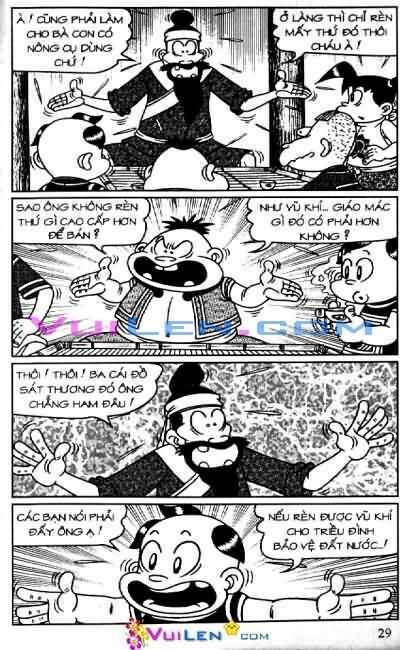 À! CŨNG PHẢI LÀM
CHO BÀ CON CÓ
NÔNG CỤ DÙNG
CHỨ!
Ở LÀNG THÌ CHỈ RÈN
MẤY THỨ ĐÓ THÔI
CHÁU À!
SAO ÔNG KHÔNG RÈN
THỨ GÌ CAO CẤP HƠN
ĐỂ BÁN?
NHƯ VŨ KHÍ... GIÁO MÁC
GÌ ĐÓ CÓ PHẢI HƠN
KHÔNG?
VUILEN.COM
THÔI! THÔI! BA CÁI ĐỒ
SÁT THƯƠNG ĐÓ ÔNG
CHẲNG HAM ĐÂU!
CÁC BẠN NÓI PHẢI
ĐẤY ÔNG Ạ!
NẾU RÈN ĐƯỢC VŨ KHÍ
CHO TRIỀU ĐÌNH
BẢO VỆ ĐẤT NƯỚC..!
VUILEN.COM
29